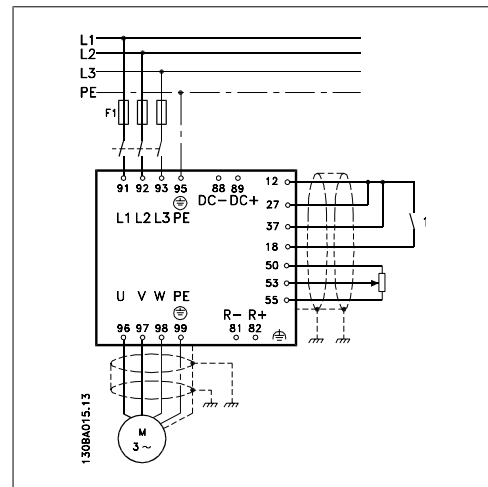 L1
L2
L3
PE
F1
91 92 93 95 88 89 12
DC- DC+
L1 L2 L3 PE
27
37
18
1
50
53
55
U V W PE
R- R+
96 97 98 99 81 82
M
3 ~
130BA015.13